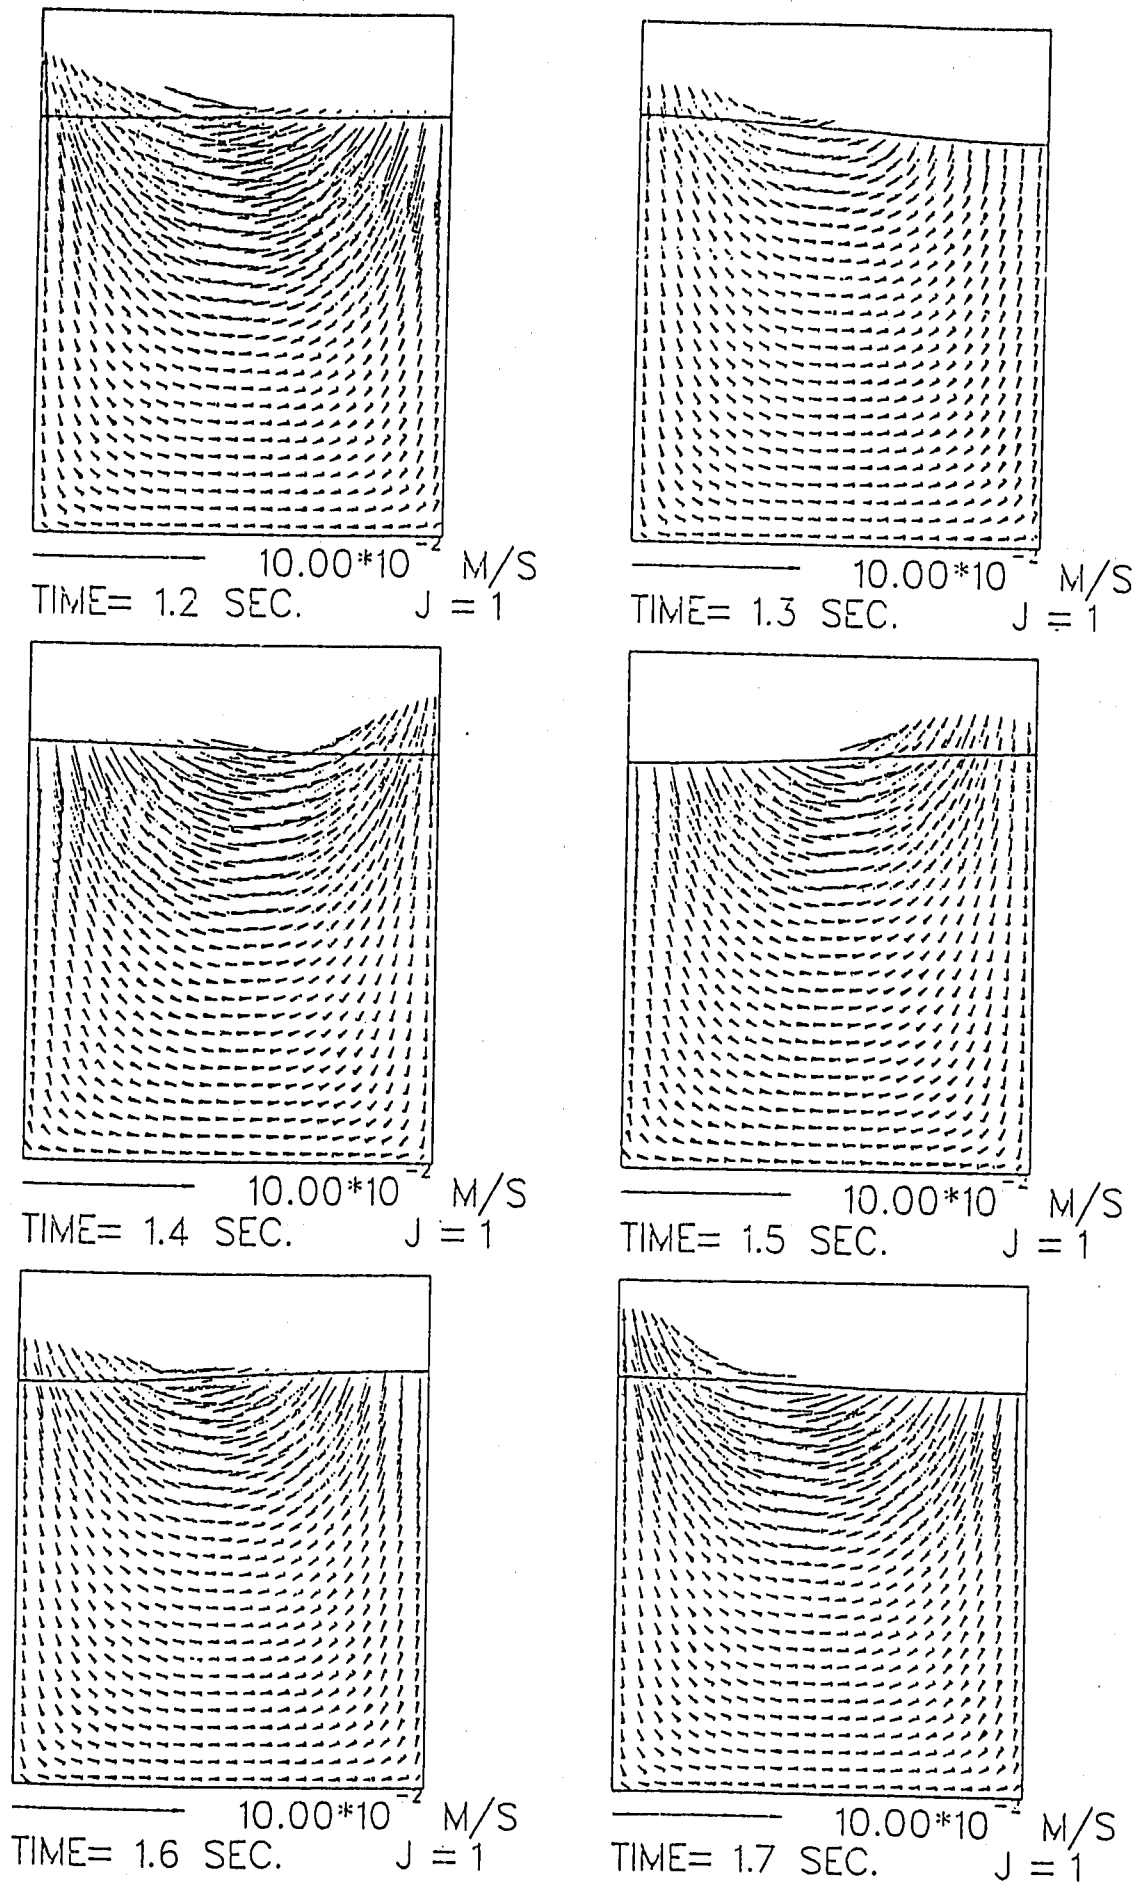 10.00*10⁻² M/S
TIME= 1.2 SEC. J = 1
10.00*10⁻² M/S
TIME= 1.3 SEC. J = 1
10.00*10⁻² M/S
TIME= 1.4 SEC. J = 1
10.00*10⁻² M/S
TIME= 1.5 SEC. J = 1
10.00*10⁻² M/S
TIME= 1.6 SEC. J = 1
10.00*10⁻² M/S
TIME= 1.7 SEC. J = 1